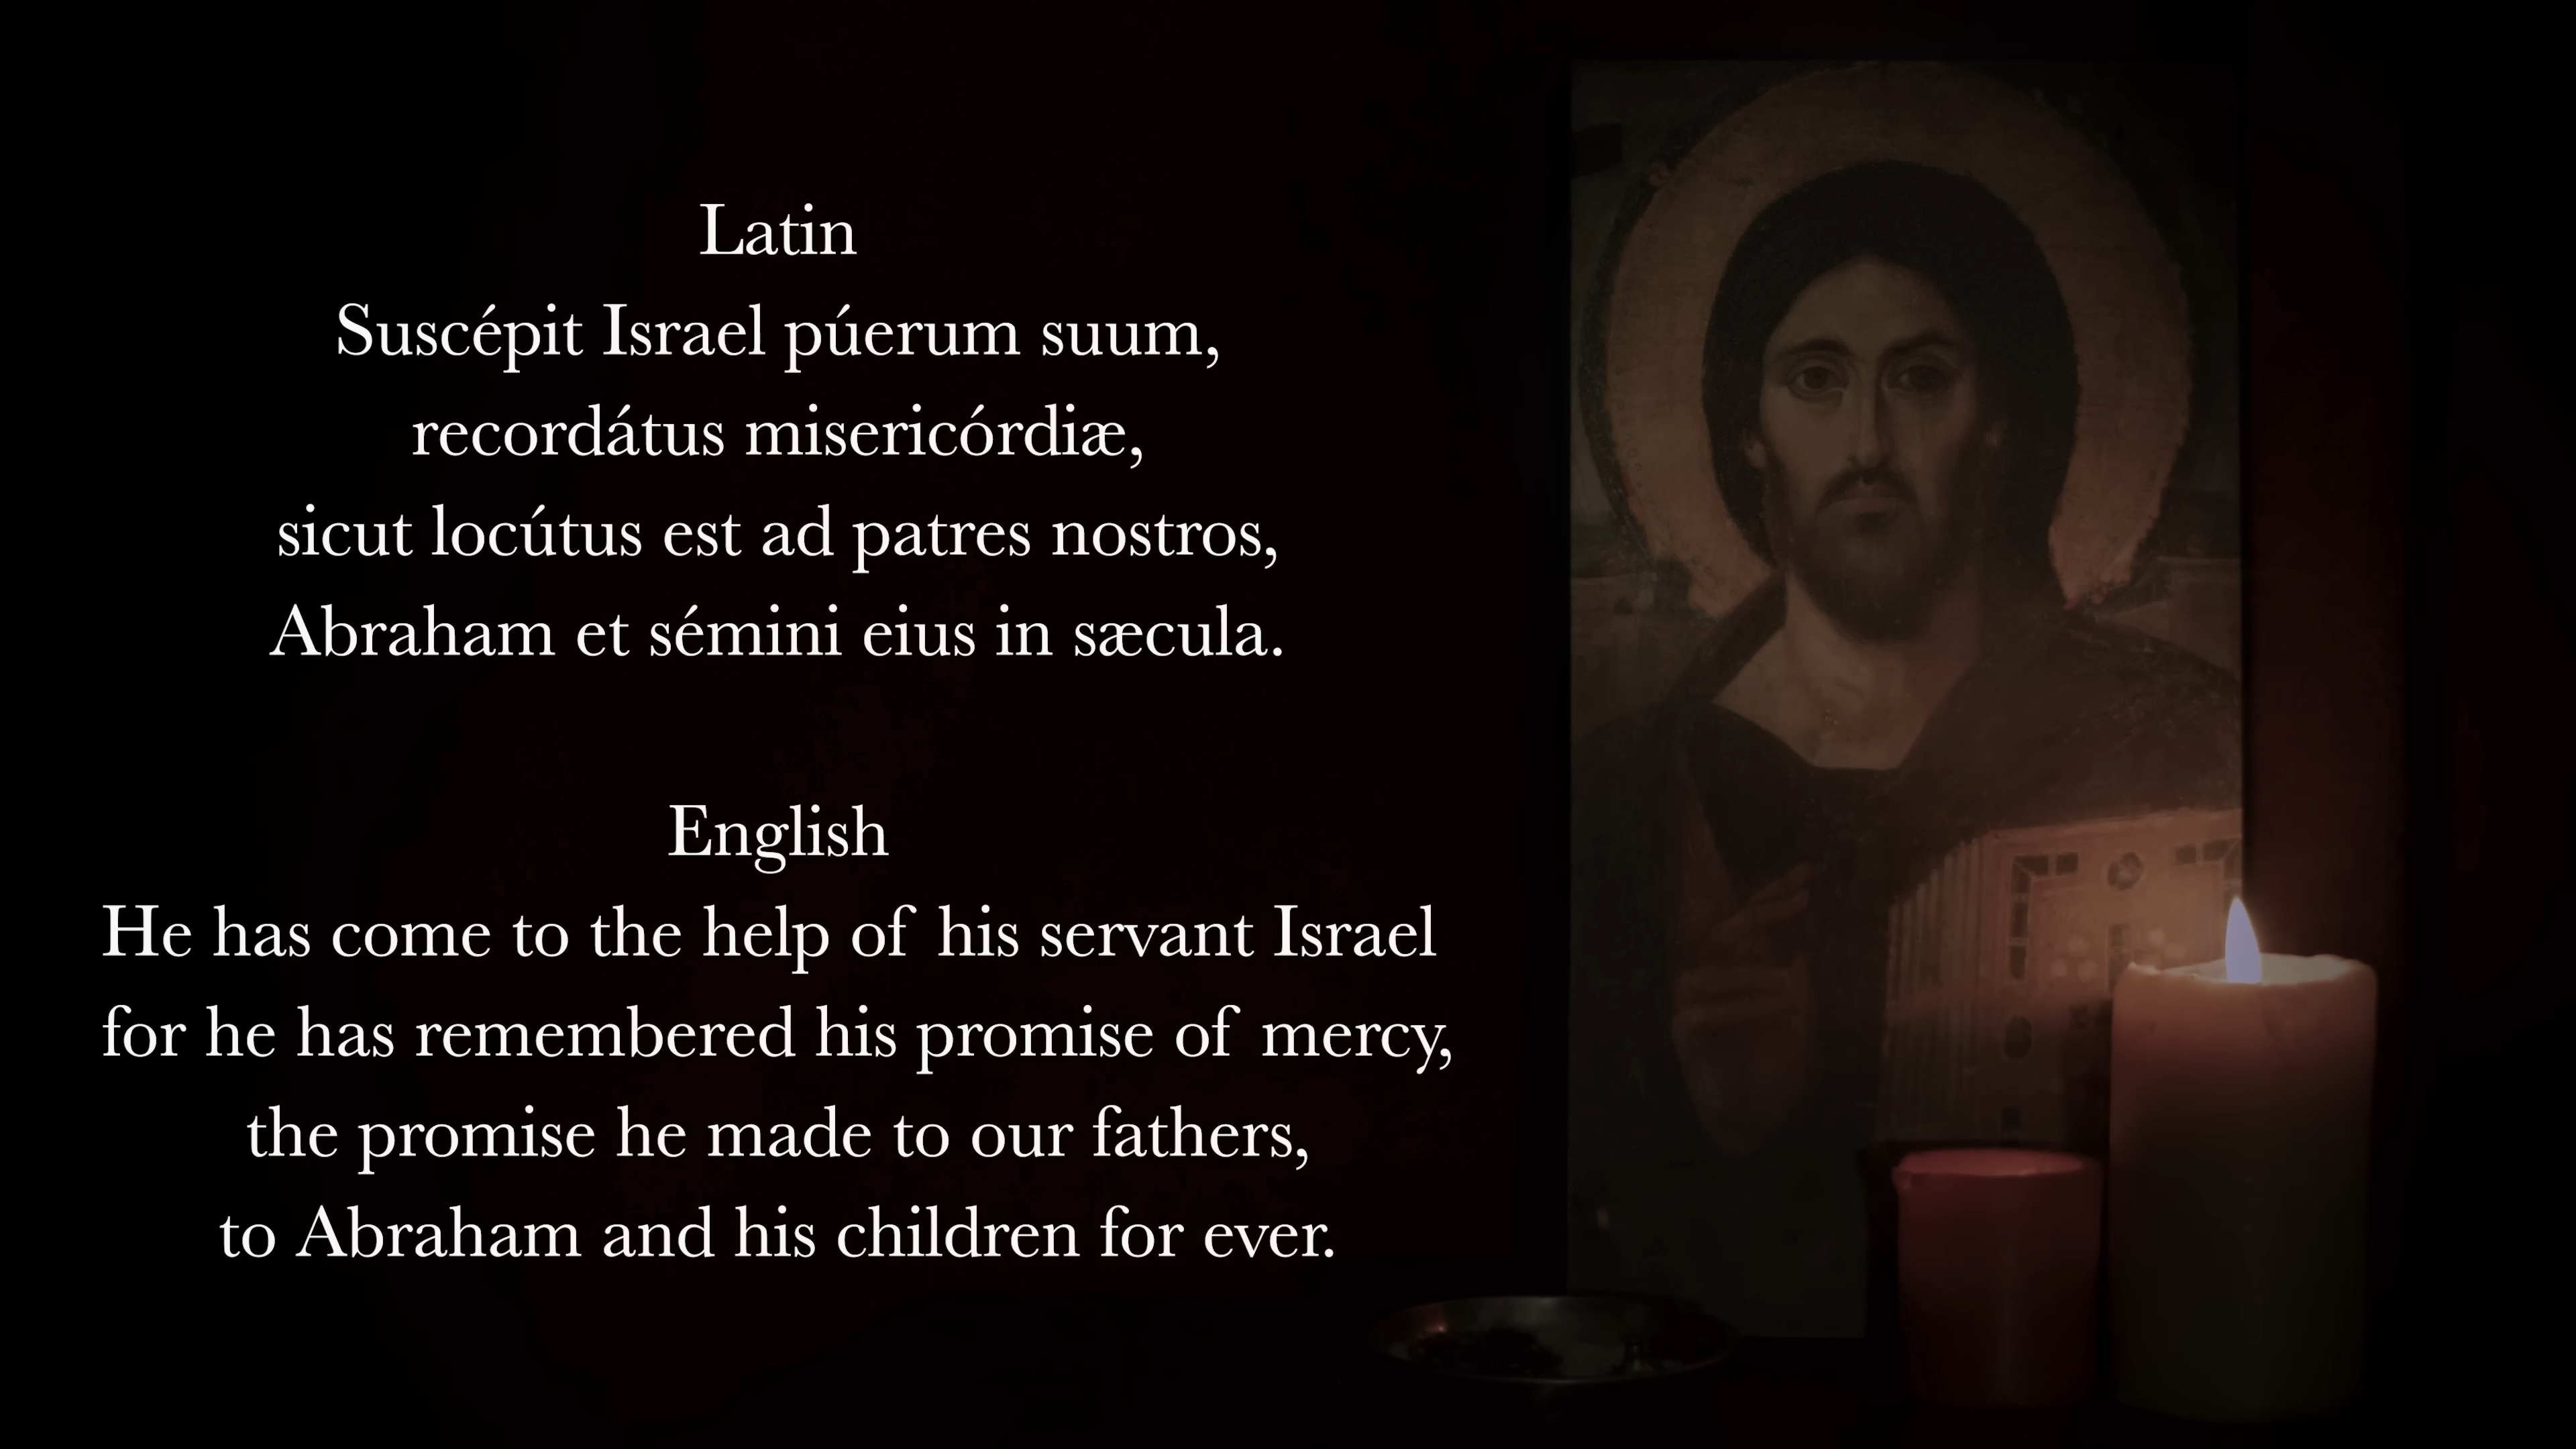 Latin
Suscépit Israel púerum suum,
recordátus misericórdiæ,
sicut locútus est ad patres nostros,
Abraham et sémini eius in sæcula.
English
He has come to the help of his servant Israel
for he has remembered his promise of mercy,
the promise he made to our fathers,
to Abraham and his children for ever.